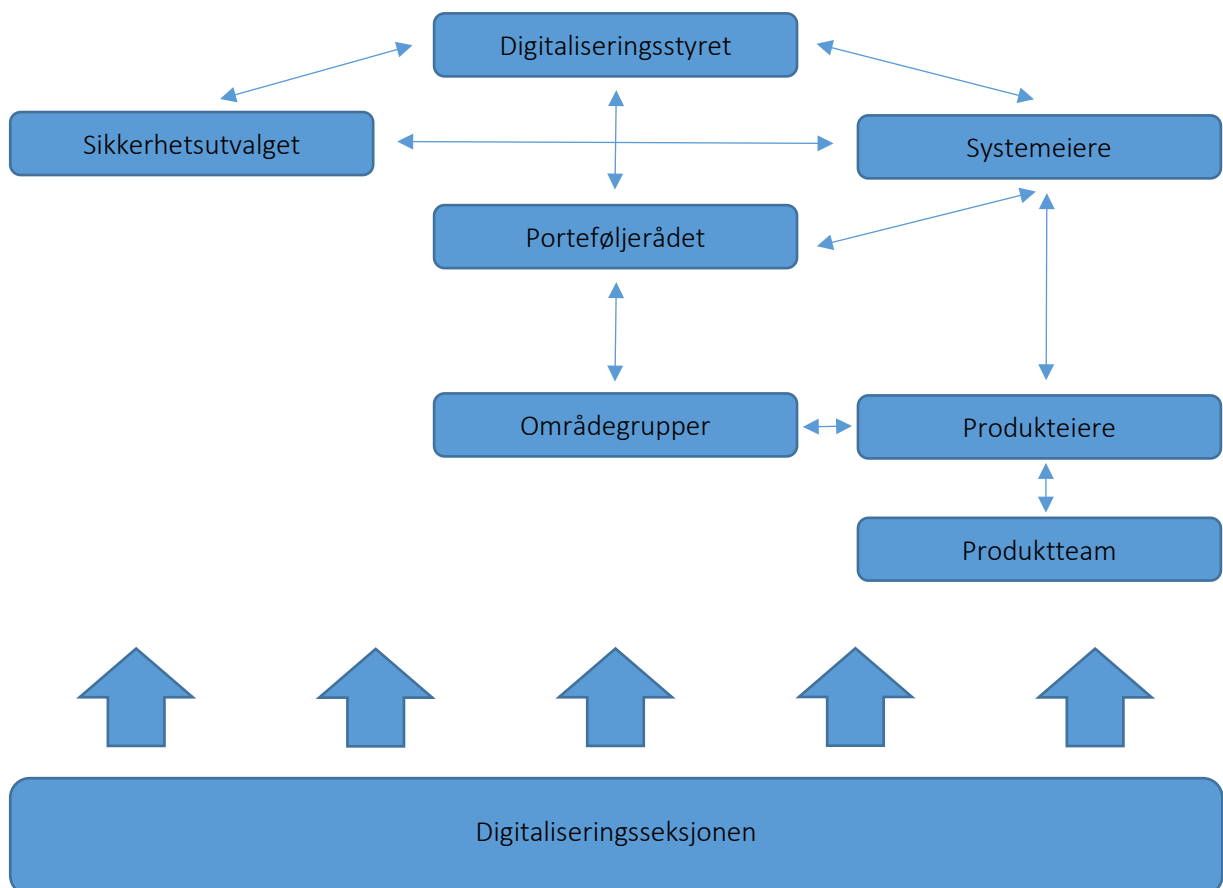 Digitaliseringsstyret
Sikkerhetsutvalget
Systemeiere
Porteføljerådet
Områdegrupper
Produkteiere
Produktteam
Digitaliseringsseksjonen